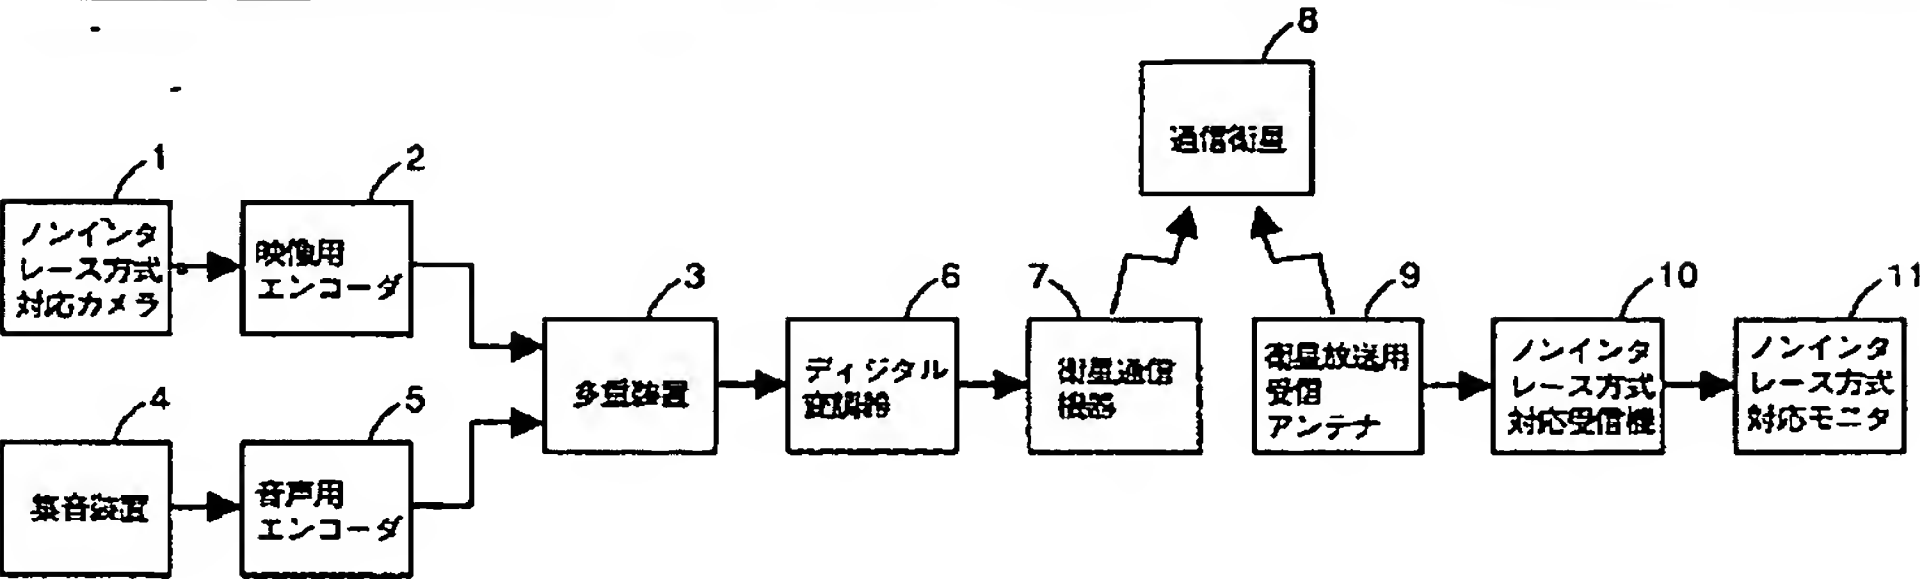 8
通信衛星
1
ノンインタ
レース方式
対応カメラ
2
映像用
エンコーダ
3
多重装置
6
ディジタル
変調器
7
衛星通信
機器
9
衛星放送用
受信
アンテナ
10
ノンインタ
レース方式
対応受信機
11
ノンインタ
レース方式
対応モニタ
4
集音装置
5
音声用
エンコーダ